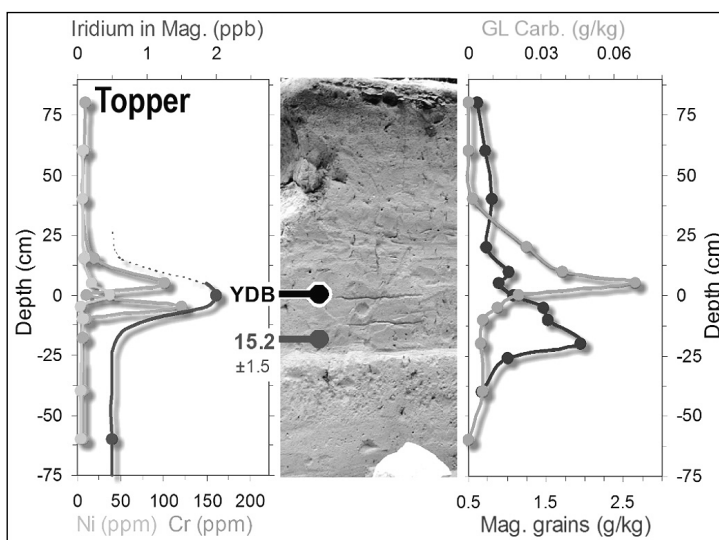 Iridium in Mag. (ppb)
0 1 2
GL Carb. (g/kg)
0 0.03 0.06
Topper
Depth (cm)
75
50
25
0
-25
-50
-75
YDB
15.2
±1.5
75
50
25
0
-25
-50
-75
Depth (cm)
0 50 100 150 200
Ni (ppm) Cr (ppm)
0.5 1.5 2.5
Mag. grains (g/kg)